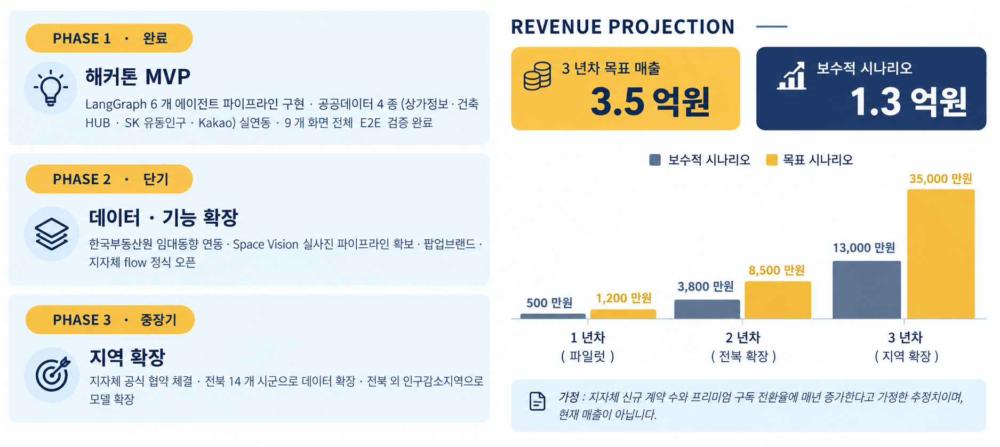 PHASE 1 · 완료
해커톤 MVP
LangGraph 6 개 에이전트 파이프라인 구현 · 공공데이터 4 종 (상가정보 · 건축
HUB · SK 유동인구 · Kakao) 실연동 · 9 개 화면 전체 E2E 검증 완료
PHASE 2 · 단기
데이터 · 기능 확장
한국부동산원 임대동향 연동 · Space Vision 실사진 파이프라인 확보 · 팝업브랜드 ·
지자체 flow 정식 오픈
PHASE 3 · 중장기
지역 확장
지자체 공식 협약 체결 · 전북 14 개 시군으로 데이터 확장 · 전북 외 인구감소지역으로
모델 확장
REVENUE PROJECTION
3 년차 목표 매출
3.5 억원
보수적 시나리오
1.3 억원
보수적 시나리오 목표 시나리오
35,000 만원
13,000 만원
8,500 만원
3,800 만원
1,200 만원
500 만원
1 년차 2 년차 3 년차
( 파일럿 ) ( 전북 확장 ) ( 지역 확장 )
가정 : 지자체 신규 계약 수와 프리미엄 구독 전환율에 매년 증가한다고 가정한 추정치이며,
현재 매출이 아닙니다.